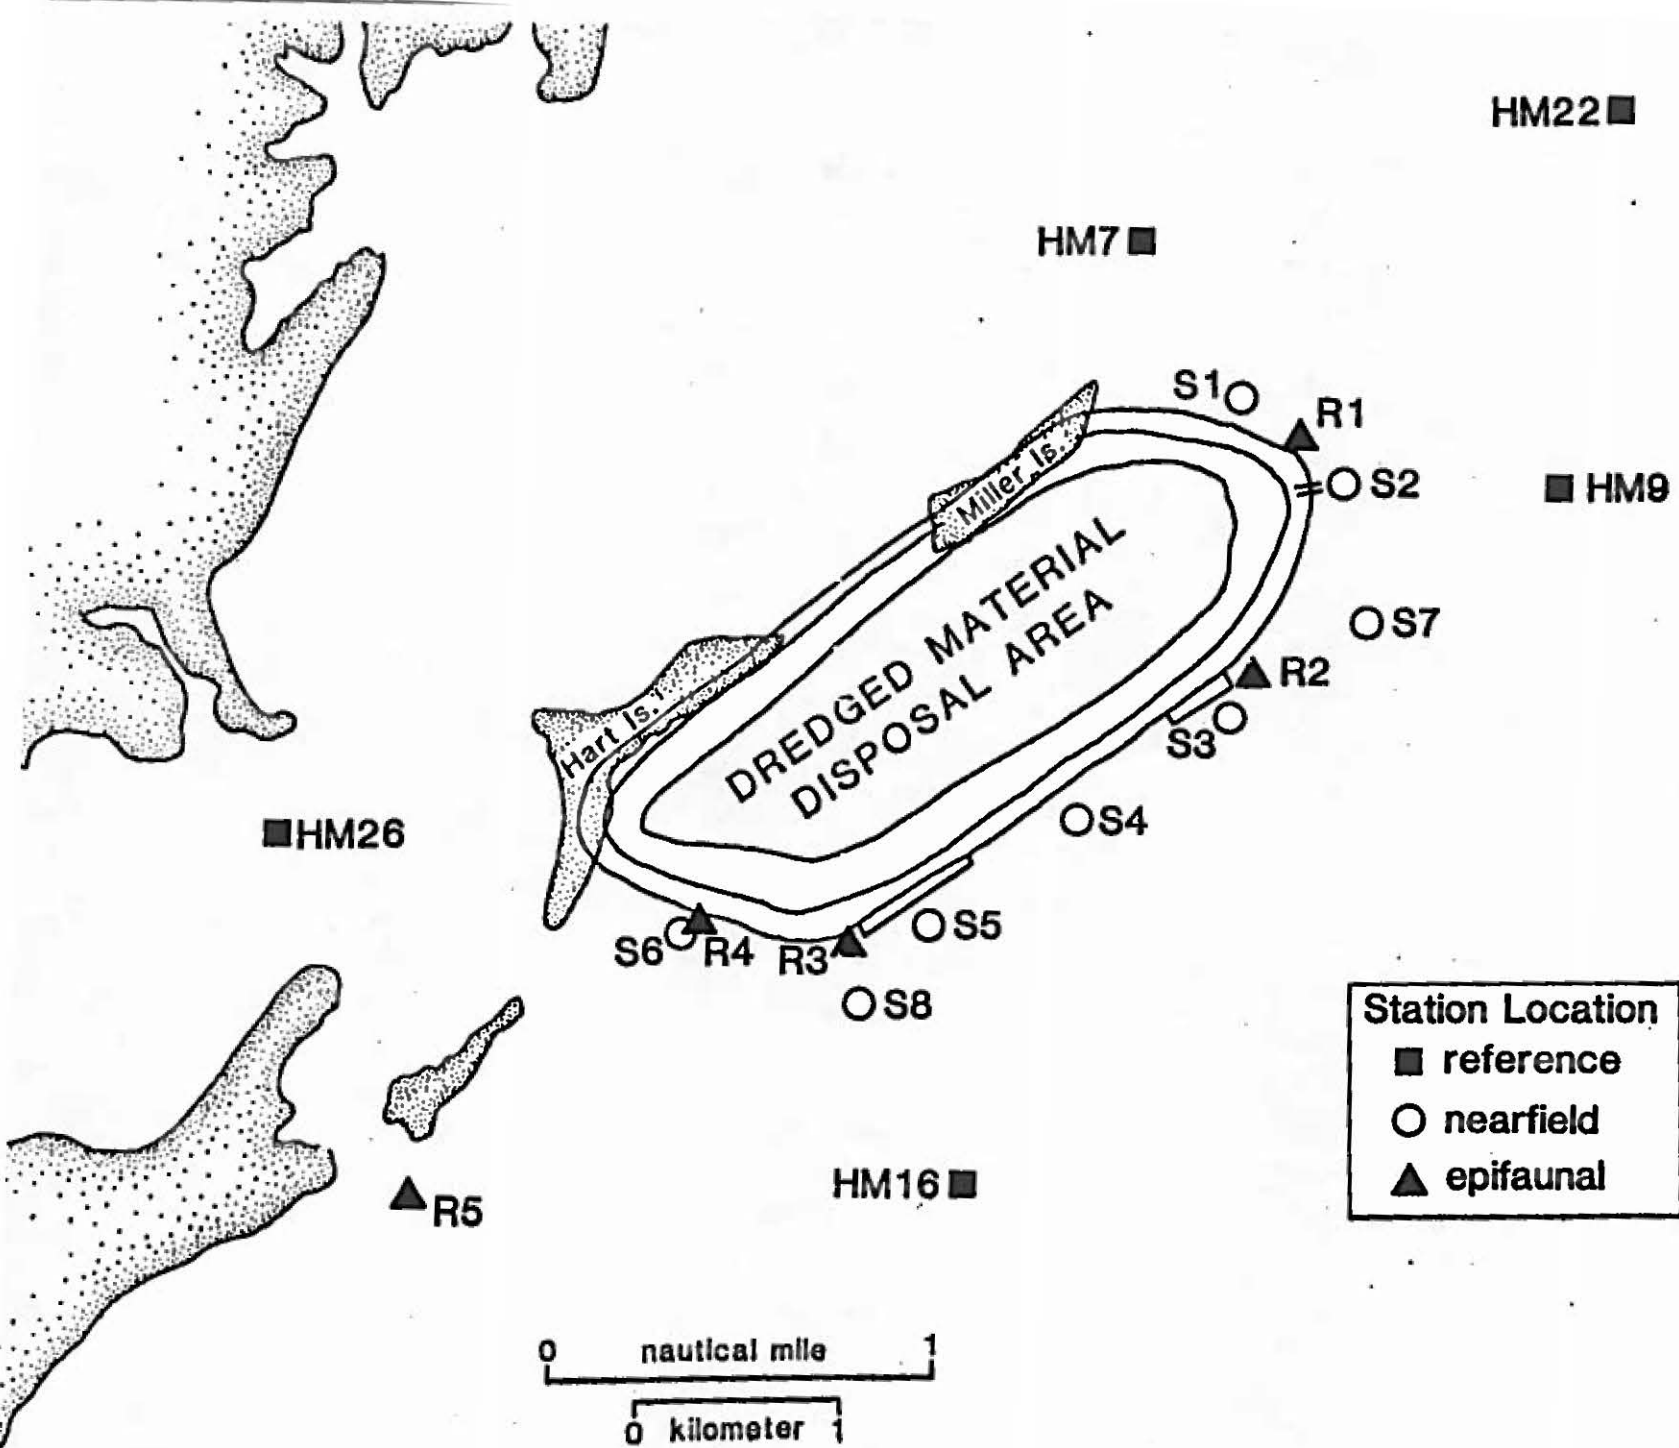 HM22
HM7
S1
R1
S2
HM9
Miller Is.
S7
DREDGED MATERIAL
DISPOSAL AREA
R2
Hart Is.
S3
S4
HM26
S5
S6
R4
R3
S8
Station Location
reference
nearfield
epifaunal
HM16
R5
0 nautical mile 1
0 kilometer 1